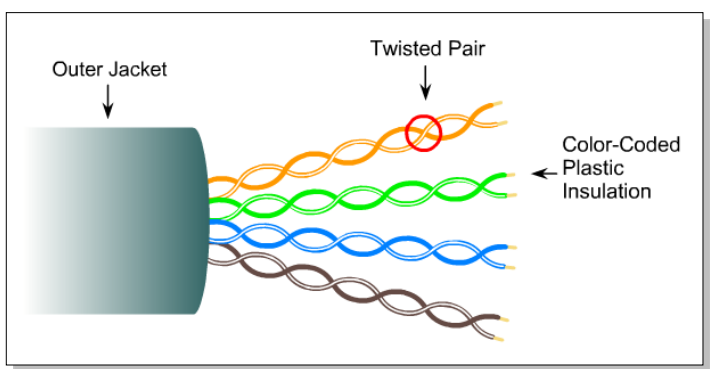 Twisted Pair
Outer Jacket
Color-Coded
Plastic
Insulation